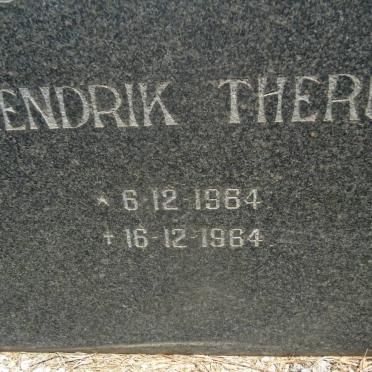 ENDRIK THER
* 6-12-1964
+ 16-12-1964